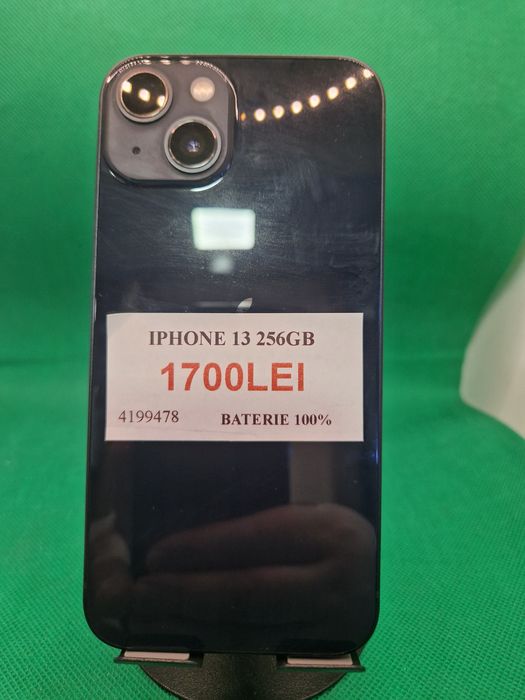 IPHONE 13 256GB
1700LEI
4199478 BATERIE 100%